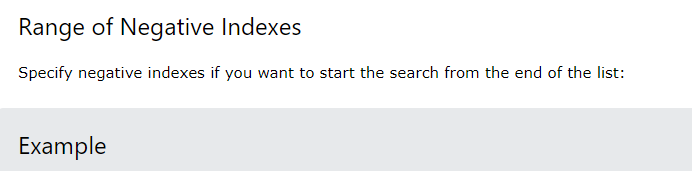 Range of Negative Indexes
Specify negative indexes if you want to start the search from the end of the list:
Example